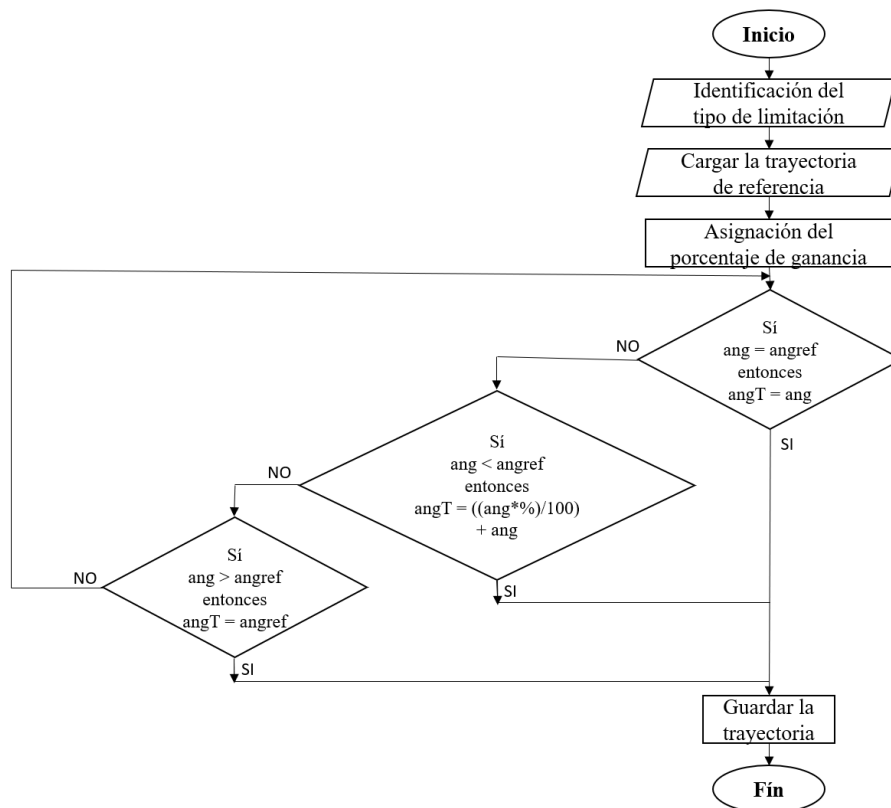 Inicio
Identificación del
tipo de limitación
Cargar la trayectoria
de referencia
Asignación del
porcentaje de ganancia
Sí
ang = angref
entonces
angT = ang
NO
SI
Sí
ang < angref
entonces
angT = ((ang*%)/100)
+ ang
NO
SI
Sí
ang > angref
entonces
angT = angref
NO
SI
Guardar la
trayectoria
Fín